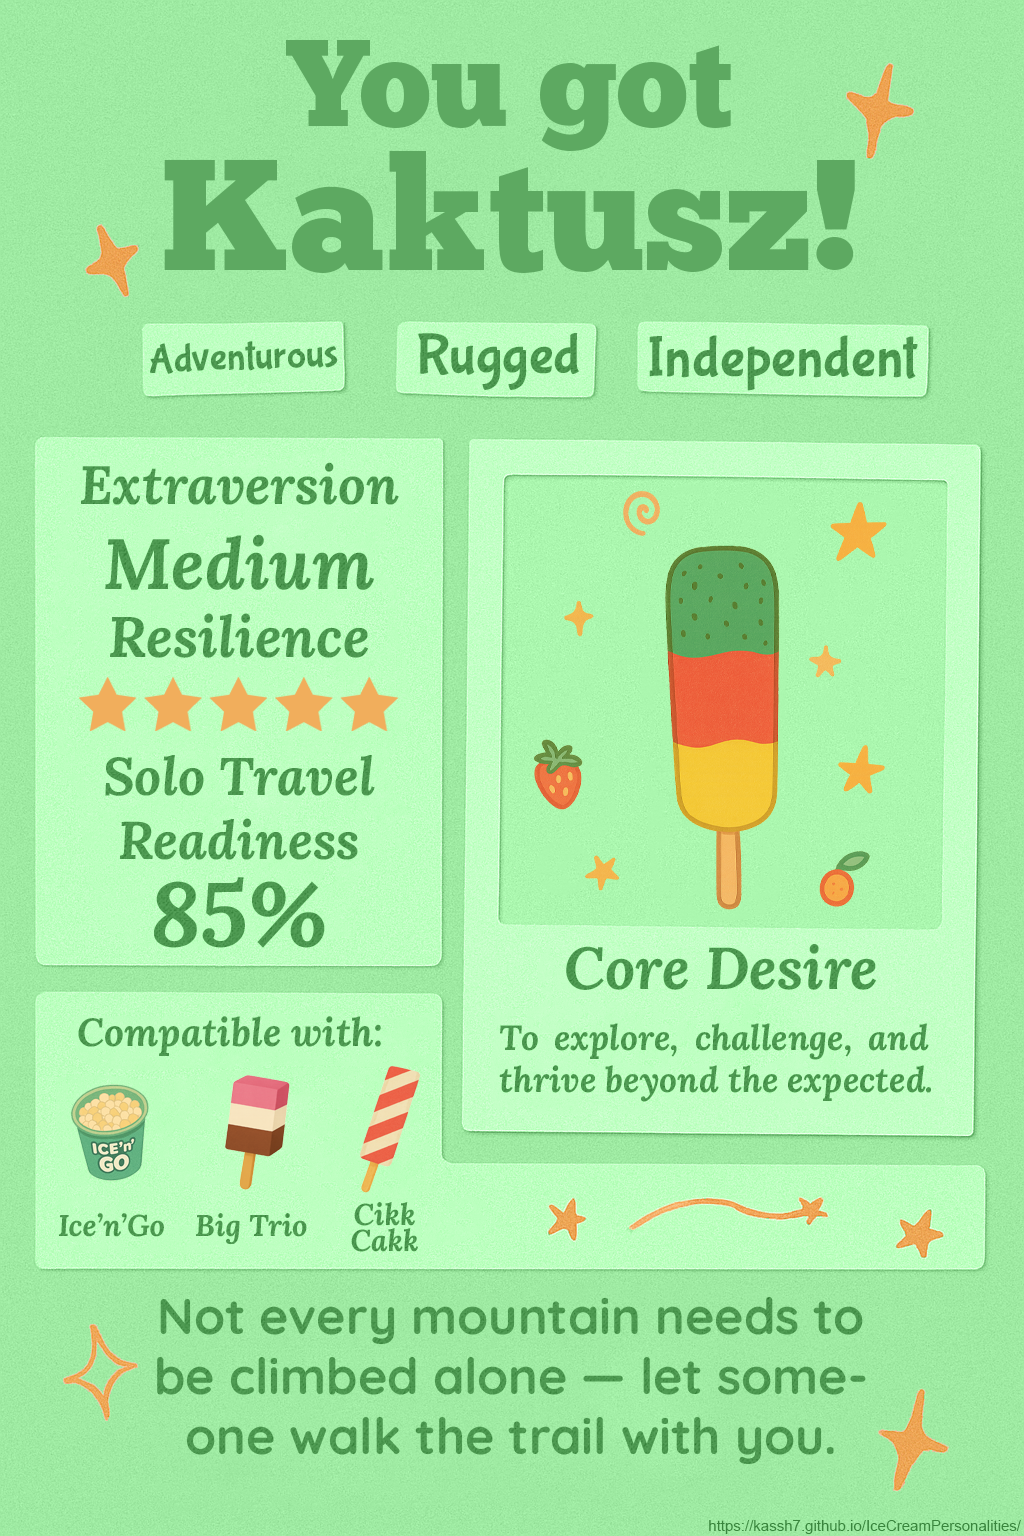 You got
Kaktusz!
Adventurous
Rugged
Independent
Extraversion
Medium
Resilience
Solo Travel
Readiness
85%
Core Desire
To explore, challenge, and
thrive beyond the expected.
Compatible with:
ICE'n'
GO
Ice'n'Go
Big Trio
Cikk
Cakk
Not every mountain needs to
be climbed alone — let some-
one walk the trail with you.
https://kassh7.github.io/IceCreamPersonalities/